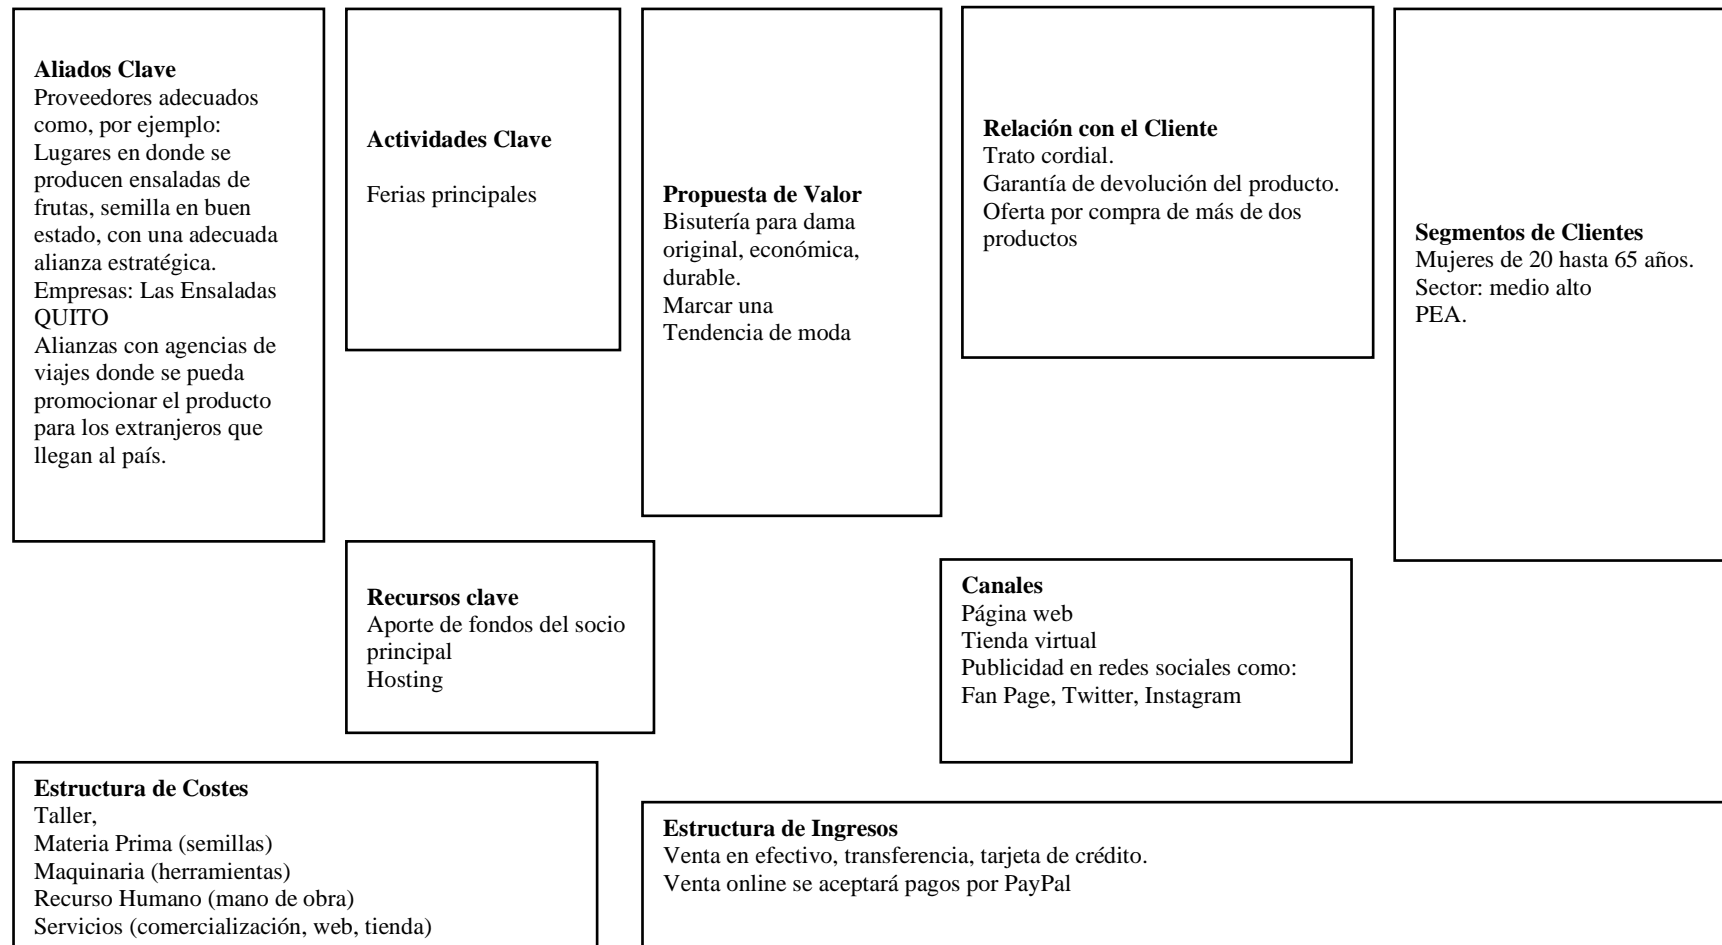 Aliados Clave
Proveedores adecuados
como, por ejemplo:
Lugares en donde se
producen ensaladas de
frutas, semilla en buen
estado, con una adecuada
alianza estratégica.
Empresas: Las Ensaladas
QUITO
Alianzas con agencias de
viajes donde se pueda
promocionar el producto
para los extranjeros que
llegan al país.
Actividades Clave
Ferias principales
Propuesta de Valor
Bisutería para dama
original, económica,
durable.
Marcar una
Tendencia de moda
Relación con el Cliente
Trato cordial.
Garantía de devolución del producto.
Oferta por compra de más de dos
productos
Segmentos de Clientes
Mujeres de 20 hasta 65 años.
Sector: medio alto
PEA.
Recursos clave
Aporte de fondos del socio
principal
Hosting
Canales
Página web
Tienda virtual
Publicidad en redes sociales como:
Fan Page, Twitter, Instagram
Estructura de Costes
Taller,
Materia Prima (semillas)
Maquinaria (herramientas)
Recurso Humano (mano de obra)
Servicios (comercialización, web, tienda)
Estructura de Ingresos
Venta en efectivo, transferencia, tarjeta de crédito.
Venta online se aceptará pagos por PayPal